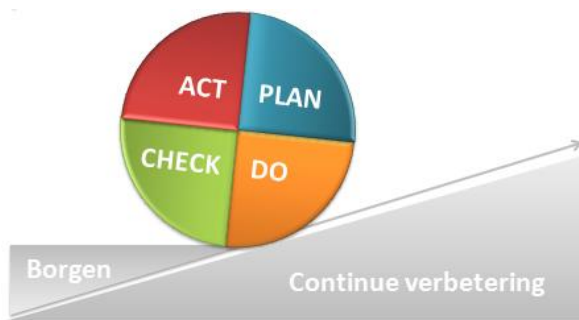 ACT
PLAN
CHECK
DO
Borgen
Continue verbetering